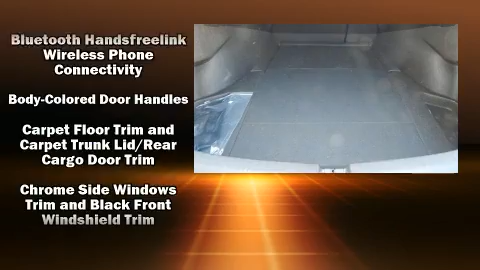 Bluetooth Handsfreelink
Wireless Phone
Connectivity
Body-Colored Door Handles
Carpet Floor Trim and
Carpet Trunk Lid/Rear
Cargo Door Trim
Chrome Side Windows
Trim and Black Front
Windshield Trim